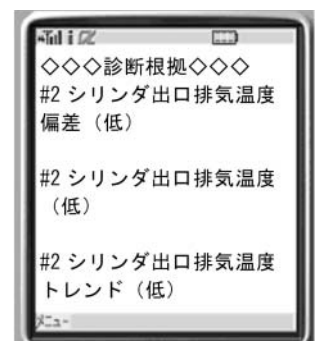 ◇◇◇診断根拠◇◇◇
#2 シリンダ出口排気温度
偏差（低）
#2 シリンダ出口排気温度
（低）
#2 シリンダ出口排気温度
トレンド（低）
メニュー